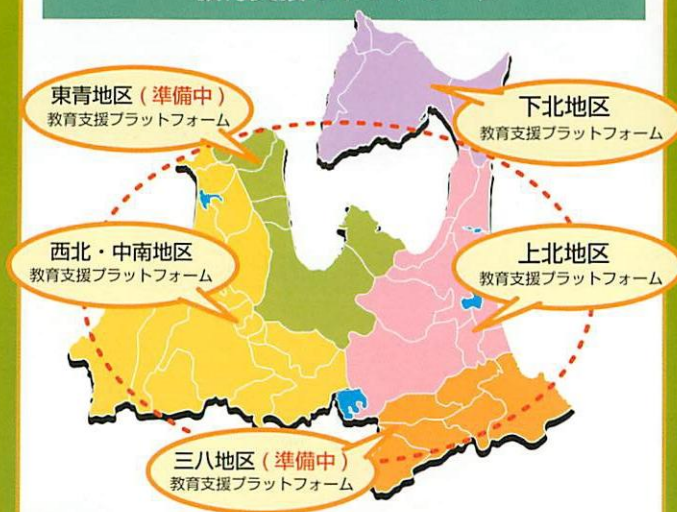 東青地区(準備中)
教育支援プラットフォーム
下北地区
教育支援プラットフォーム
西北・中南地区
教育支援プラットフォーム
上北地区
教育支援プラットフォーム
三八地区(準備中)
教育支援プラットフォーム